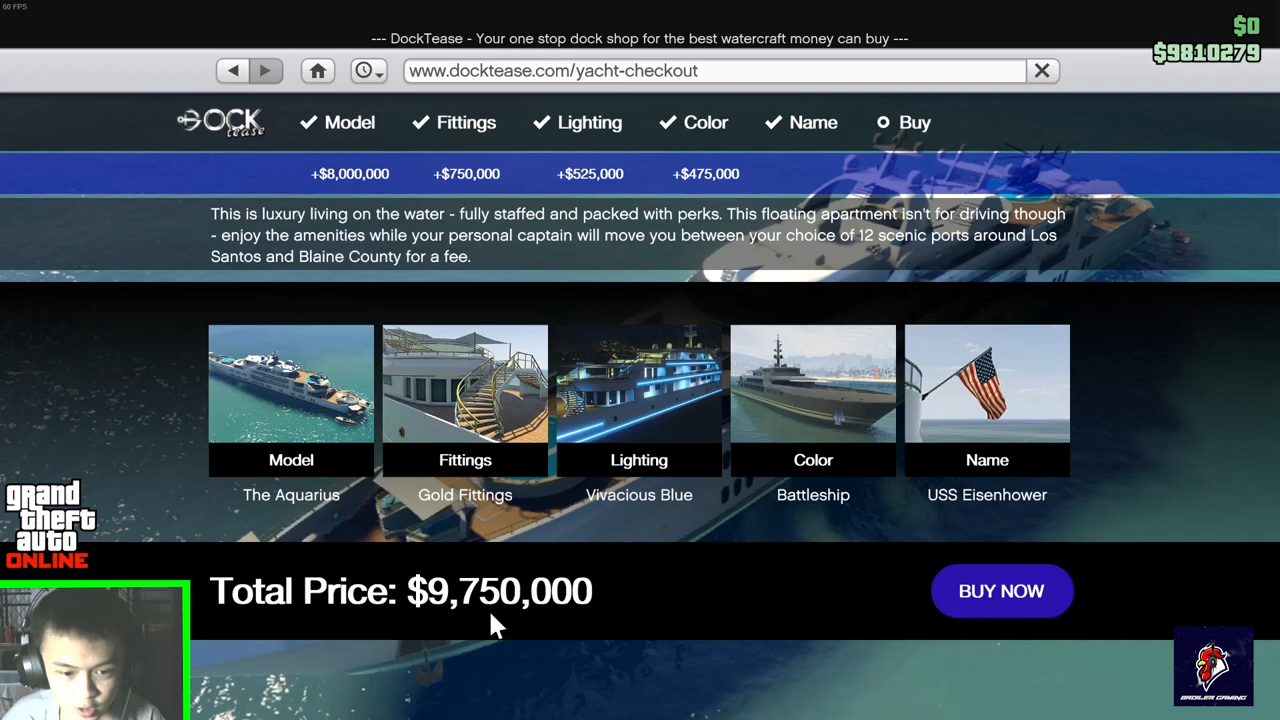 60 FPS
--- DockTease - Your one stop dock shop for the best watercraft money can buy ---
$0
$9810279
www.docktease.com/yacht-checkout
DOCK
tease
Model
Fittings
Lighting
Color
Name
Buy
+$8,000,000
+$750,000
+$525,000
+$475,000
This is luxury living on the water - fully staffed and packed with perks. This floating apartment isn't for driving though
- enjoy the amenities while your personal captain will move you between your choice of 12 scenic ports around Los
Santos and Blaine County for a fee.
Model
Fittings
Lighting
Color
Name
The Aquarius
Gold Fittings
Vivacious Blue
Battleship
USS Eisenhower
grand
theft
auto
ONLINE
Total Price: $9,750,000
BUY NOW
BROILER GAMING